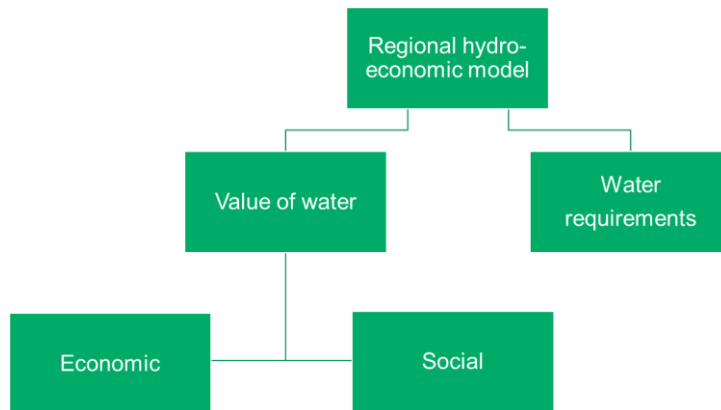 Regional hydro-
economic model
Value of water
Water
requirements
Economic
Social